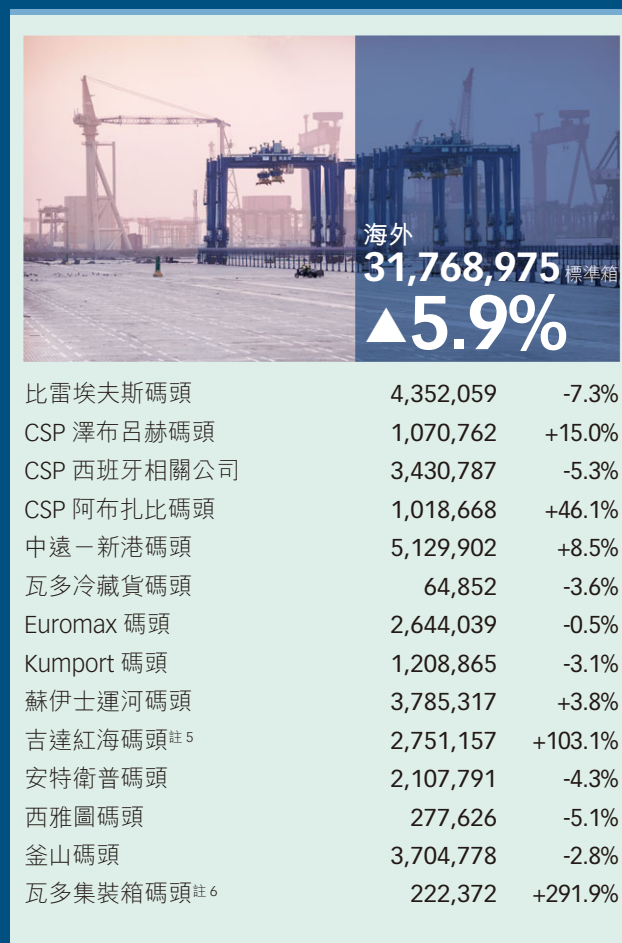 海外
31,768,975 標準箱
▲5.9%
比雷埃夫斯碼頭 4,352,059 -7.3%
CSP 澤布呂赫碼頭 1,070,762 +15.0%
CSP 西班牙相關公司 3,430,787 -5.3%
CSP 阿布扎比碼頭 1,018,668 +46.1%
中遠－新港碼頭 5,129,902 +8.5%
瓦多冷藏貨碼頭 64,852 -3.6%
Euromax 碼頭 2,644,039 -0.5%
Kumport 碼頭 1,208,865 -3.1%
蘇伊士運河碼頭 3,785,317 +3.8%
吉達紅海碼頭註5 2,751,157 +103.1%
安特衛普碼頭 2,107,791 -4.3%
西雅圖碼頭 277,626 -5.1%
釜山碼頭 3,704,778 -2.8%
瓦多集裝箱碼頭註6 222,372 +291.9%